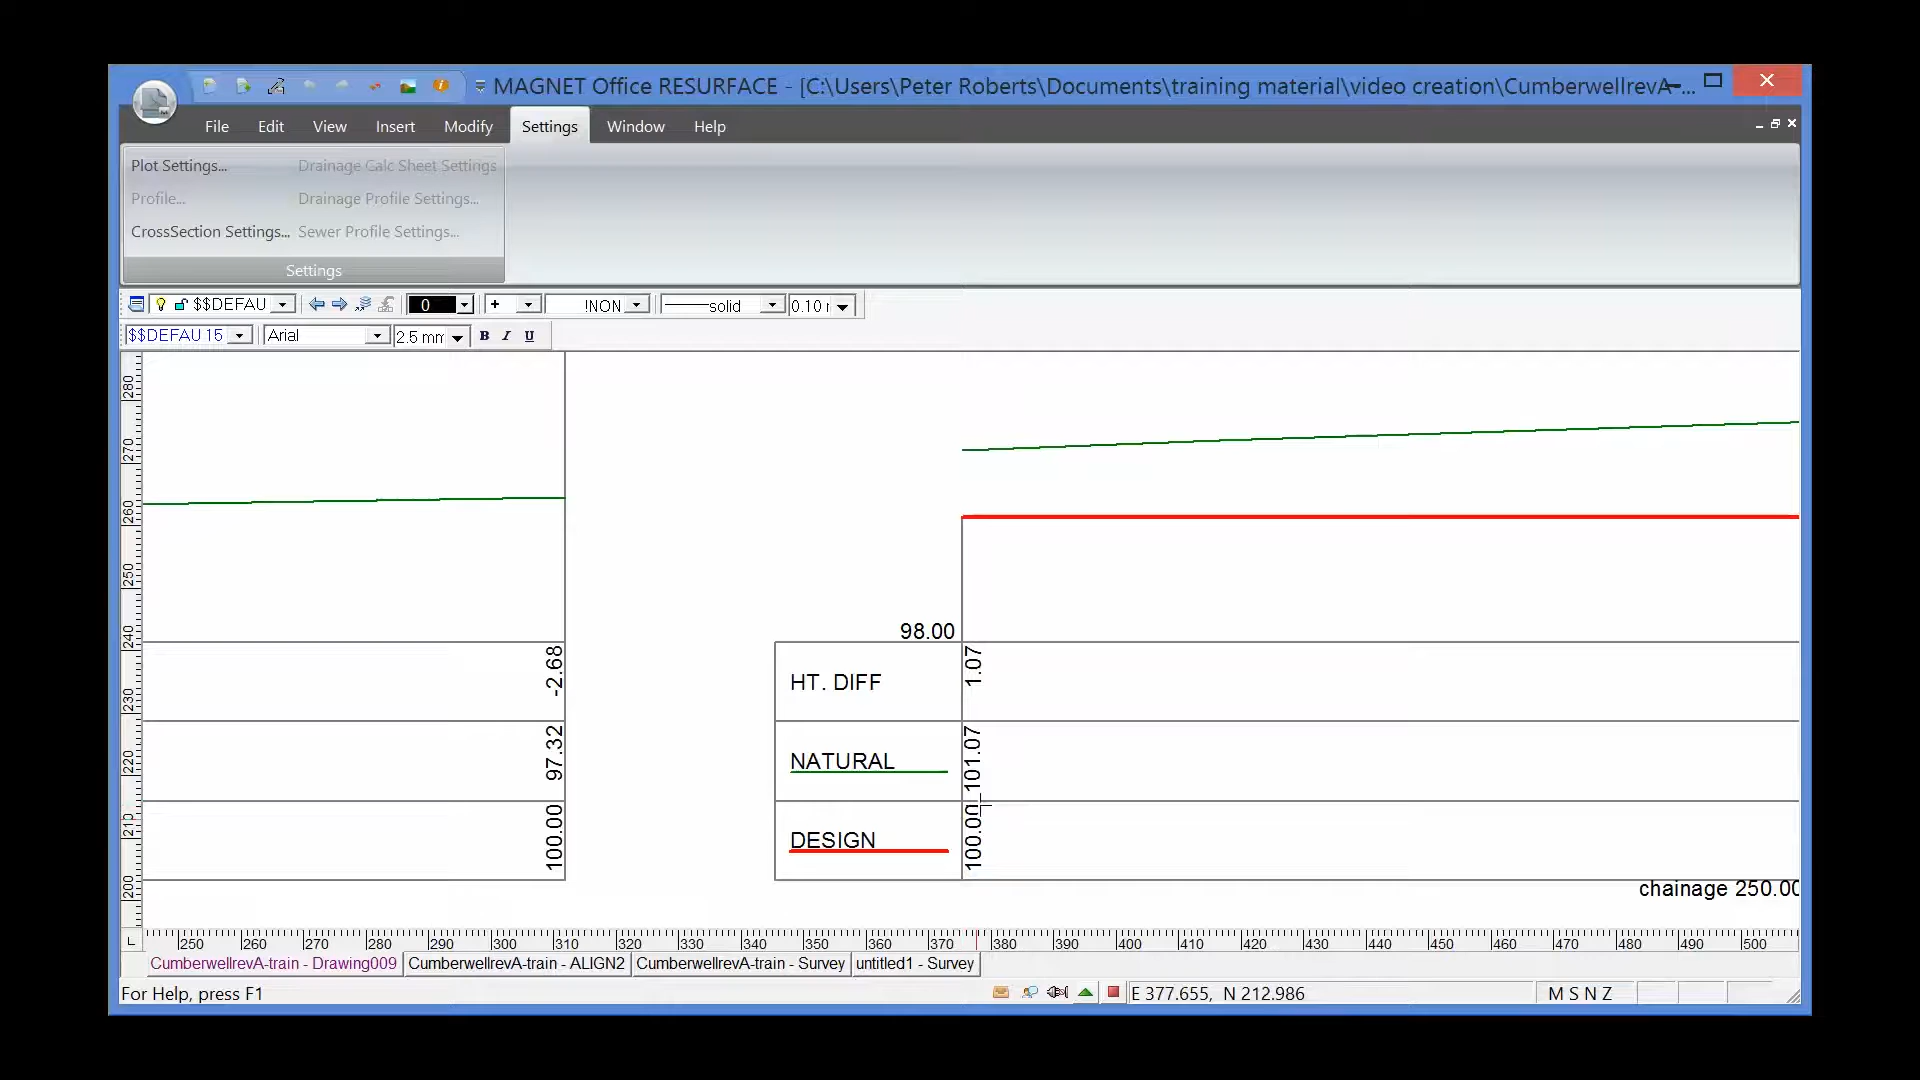 MAGNET Office RESURFACE - [C:\Users\Peter Roberts\Documents\training material\video creation\CumberwellrevA-...
File Edit View Insert Modify Settings Window Help
Plot Settings... Drainage Calc Sheet Settings
Profile... Drainage Profile Settings...
CrossSection Settings... Sewer Profile Settings...
Settings
$$DEFAU 0 + !NON solid 0.10 r
$$DEFAU 15 Arial 2.5 mm B I U
280
270
260
250
240
230
220
210
200
98.00
-2.68 HT. DIFF 1.07
97.32 NATURAL 101.07
100.00 DESIGN 100.00
chainage 250.00
250 260 270 280 290 300 310 320 330 340 350 360 370 380 390 400 410 420 430 440 450 460 470 480 490 500
CumberwellrevA-train - Drawing009 CumberwellrevA-train - ALIGN2 CumberwellrevA-train - Survey untitled1 - Survey
For Help, press F1 E 377.655, N 212.986 M S N Z